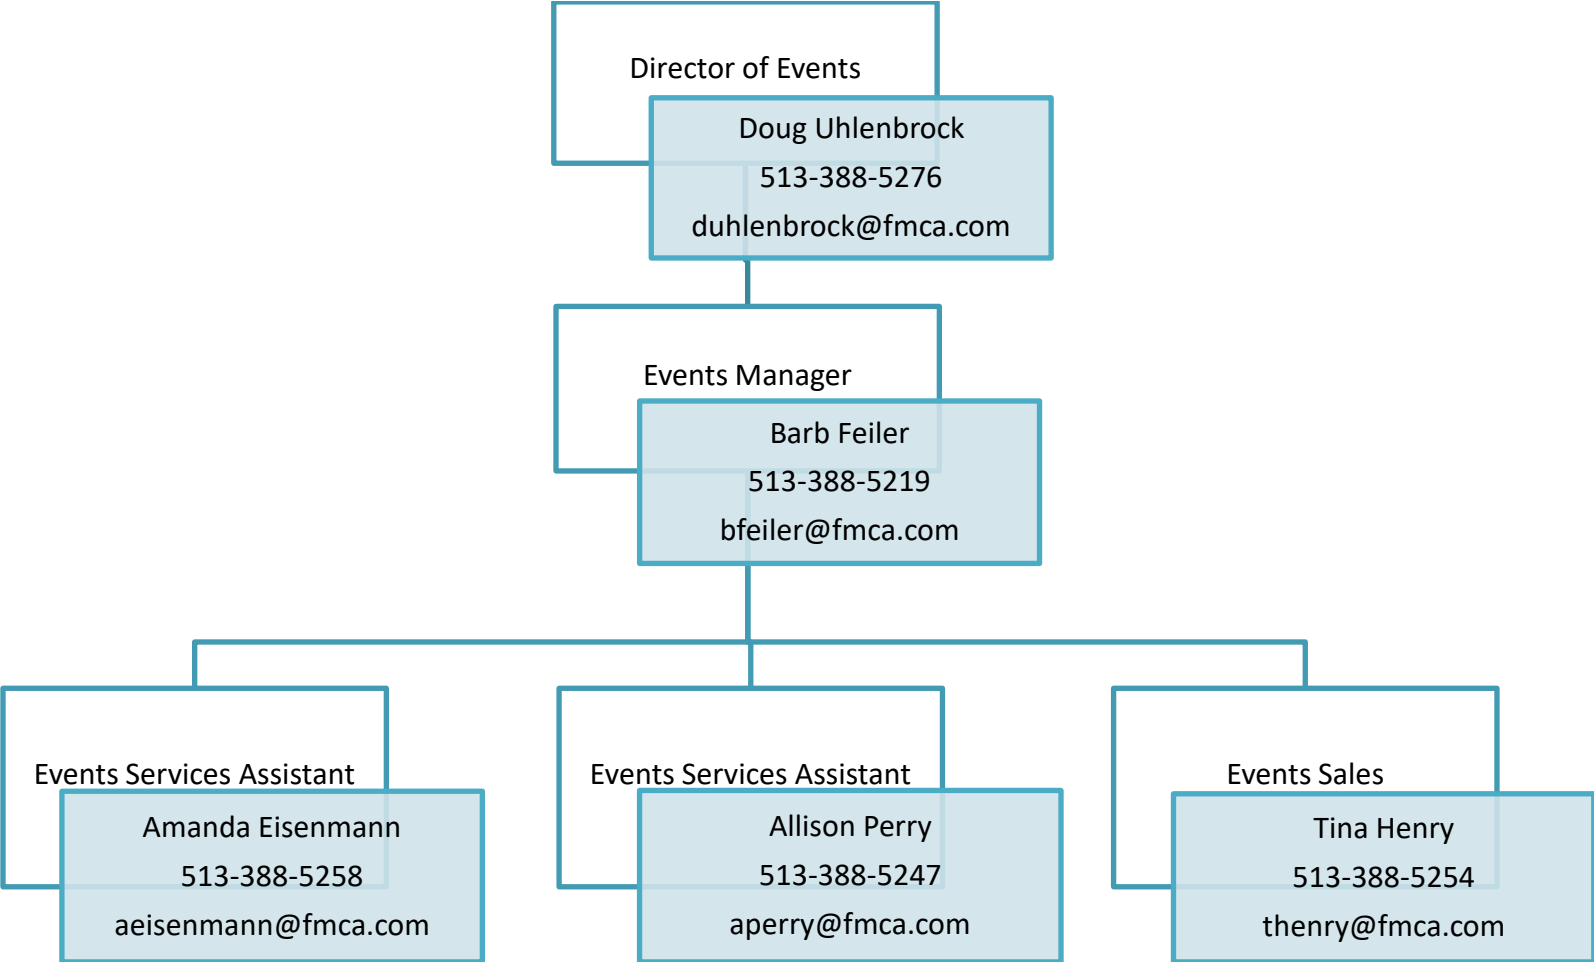 Director of Events
Doug Uhlenbrock
513-388-5276
duhlenbrock@fmca.com
Events Manager
Barb Feiler
513-388-5219
bfeiler@fmca.com
Events Services Assistant
Amanda Eisenmann
513-388-5258
aeisenmann@fmca.com
Events Services Assistant
Allison Perry
513-388-5247
aperry@fmca.com
Events Sales
Tina Henry
513-388-5254
thenry@fmca.com